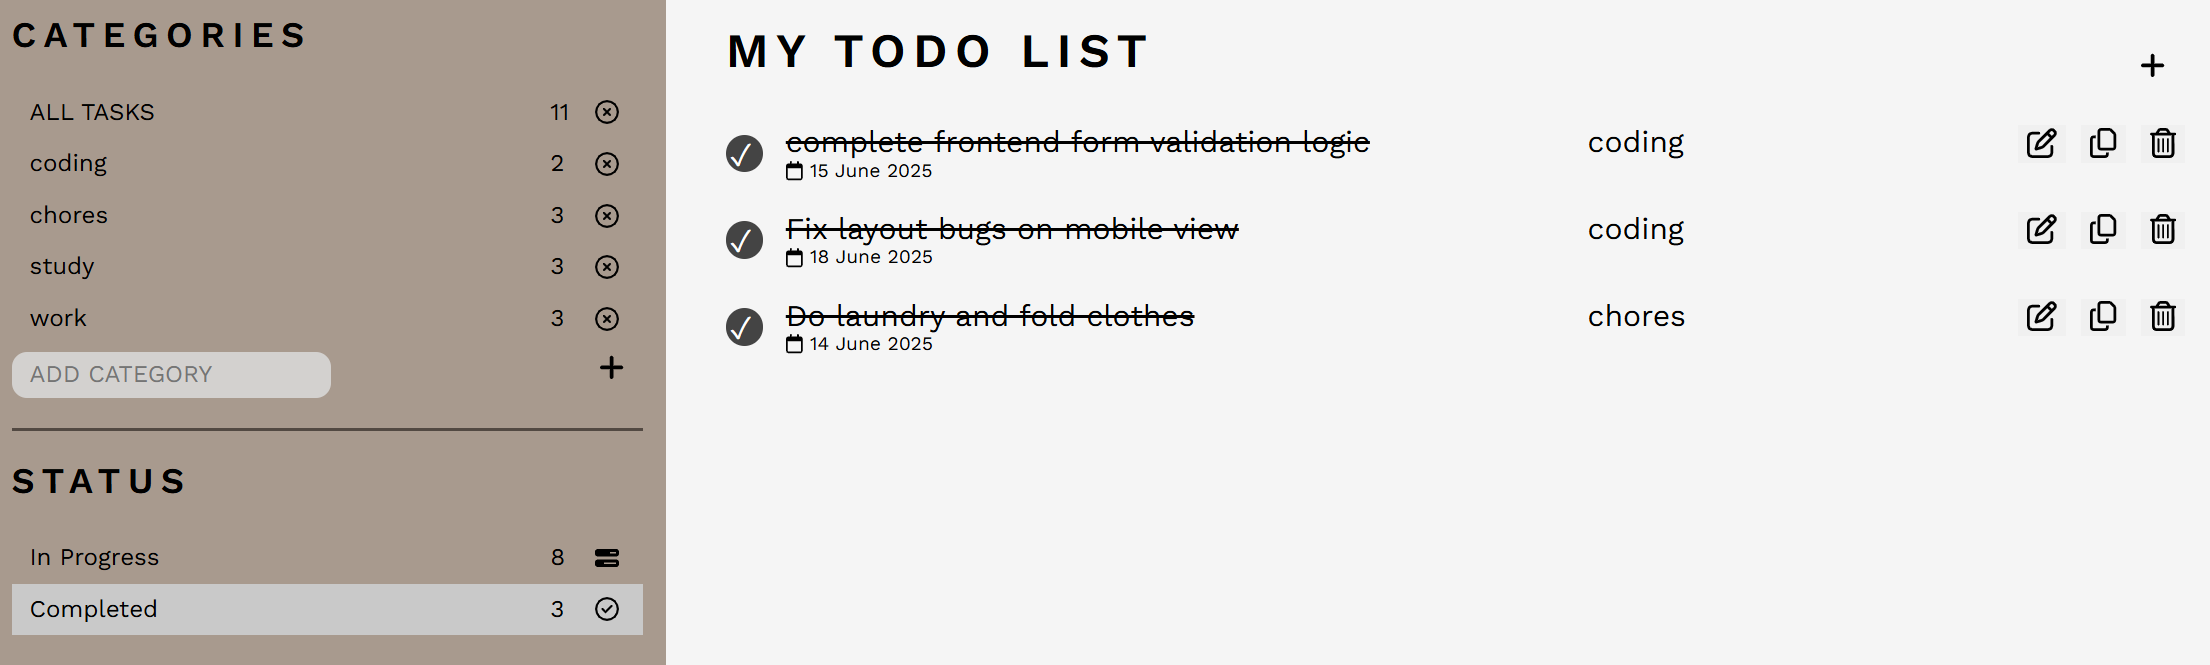 CATEGORIES
ALL TASKS 11
coding 2
chores 3
study 3
work 3
ADD CATEGORY
STATUS
In Progress 8
Completed 3
MY TODO LIST
complete frontend form validation logic coding
15 June 2025
Fix layout bugs on mobile view coding
18 June 2025
Do laundry and fold clothes chores
14 June 2025